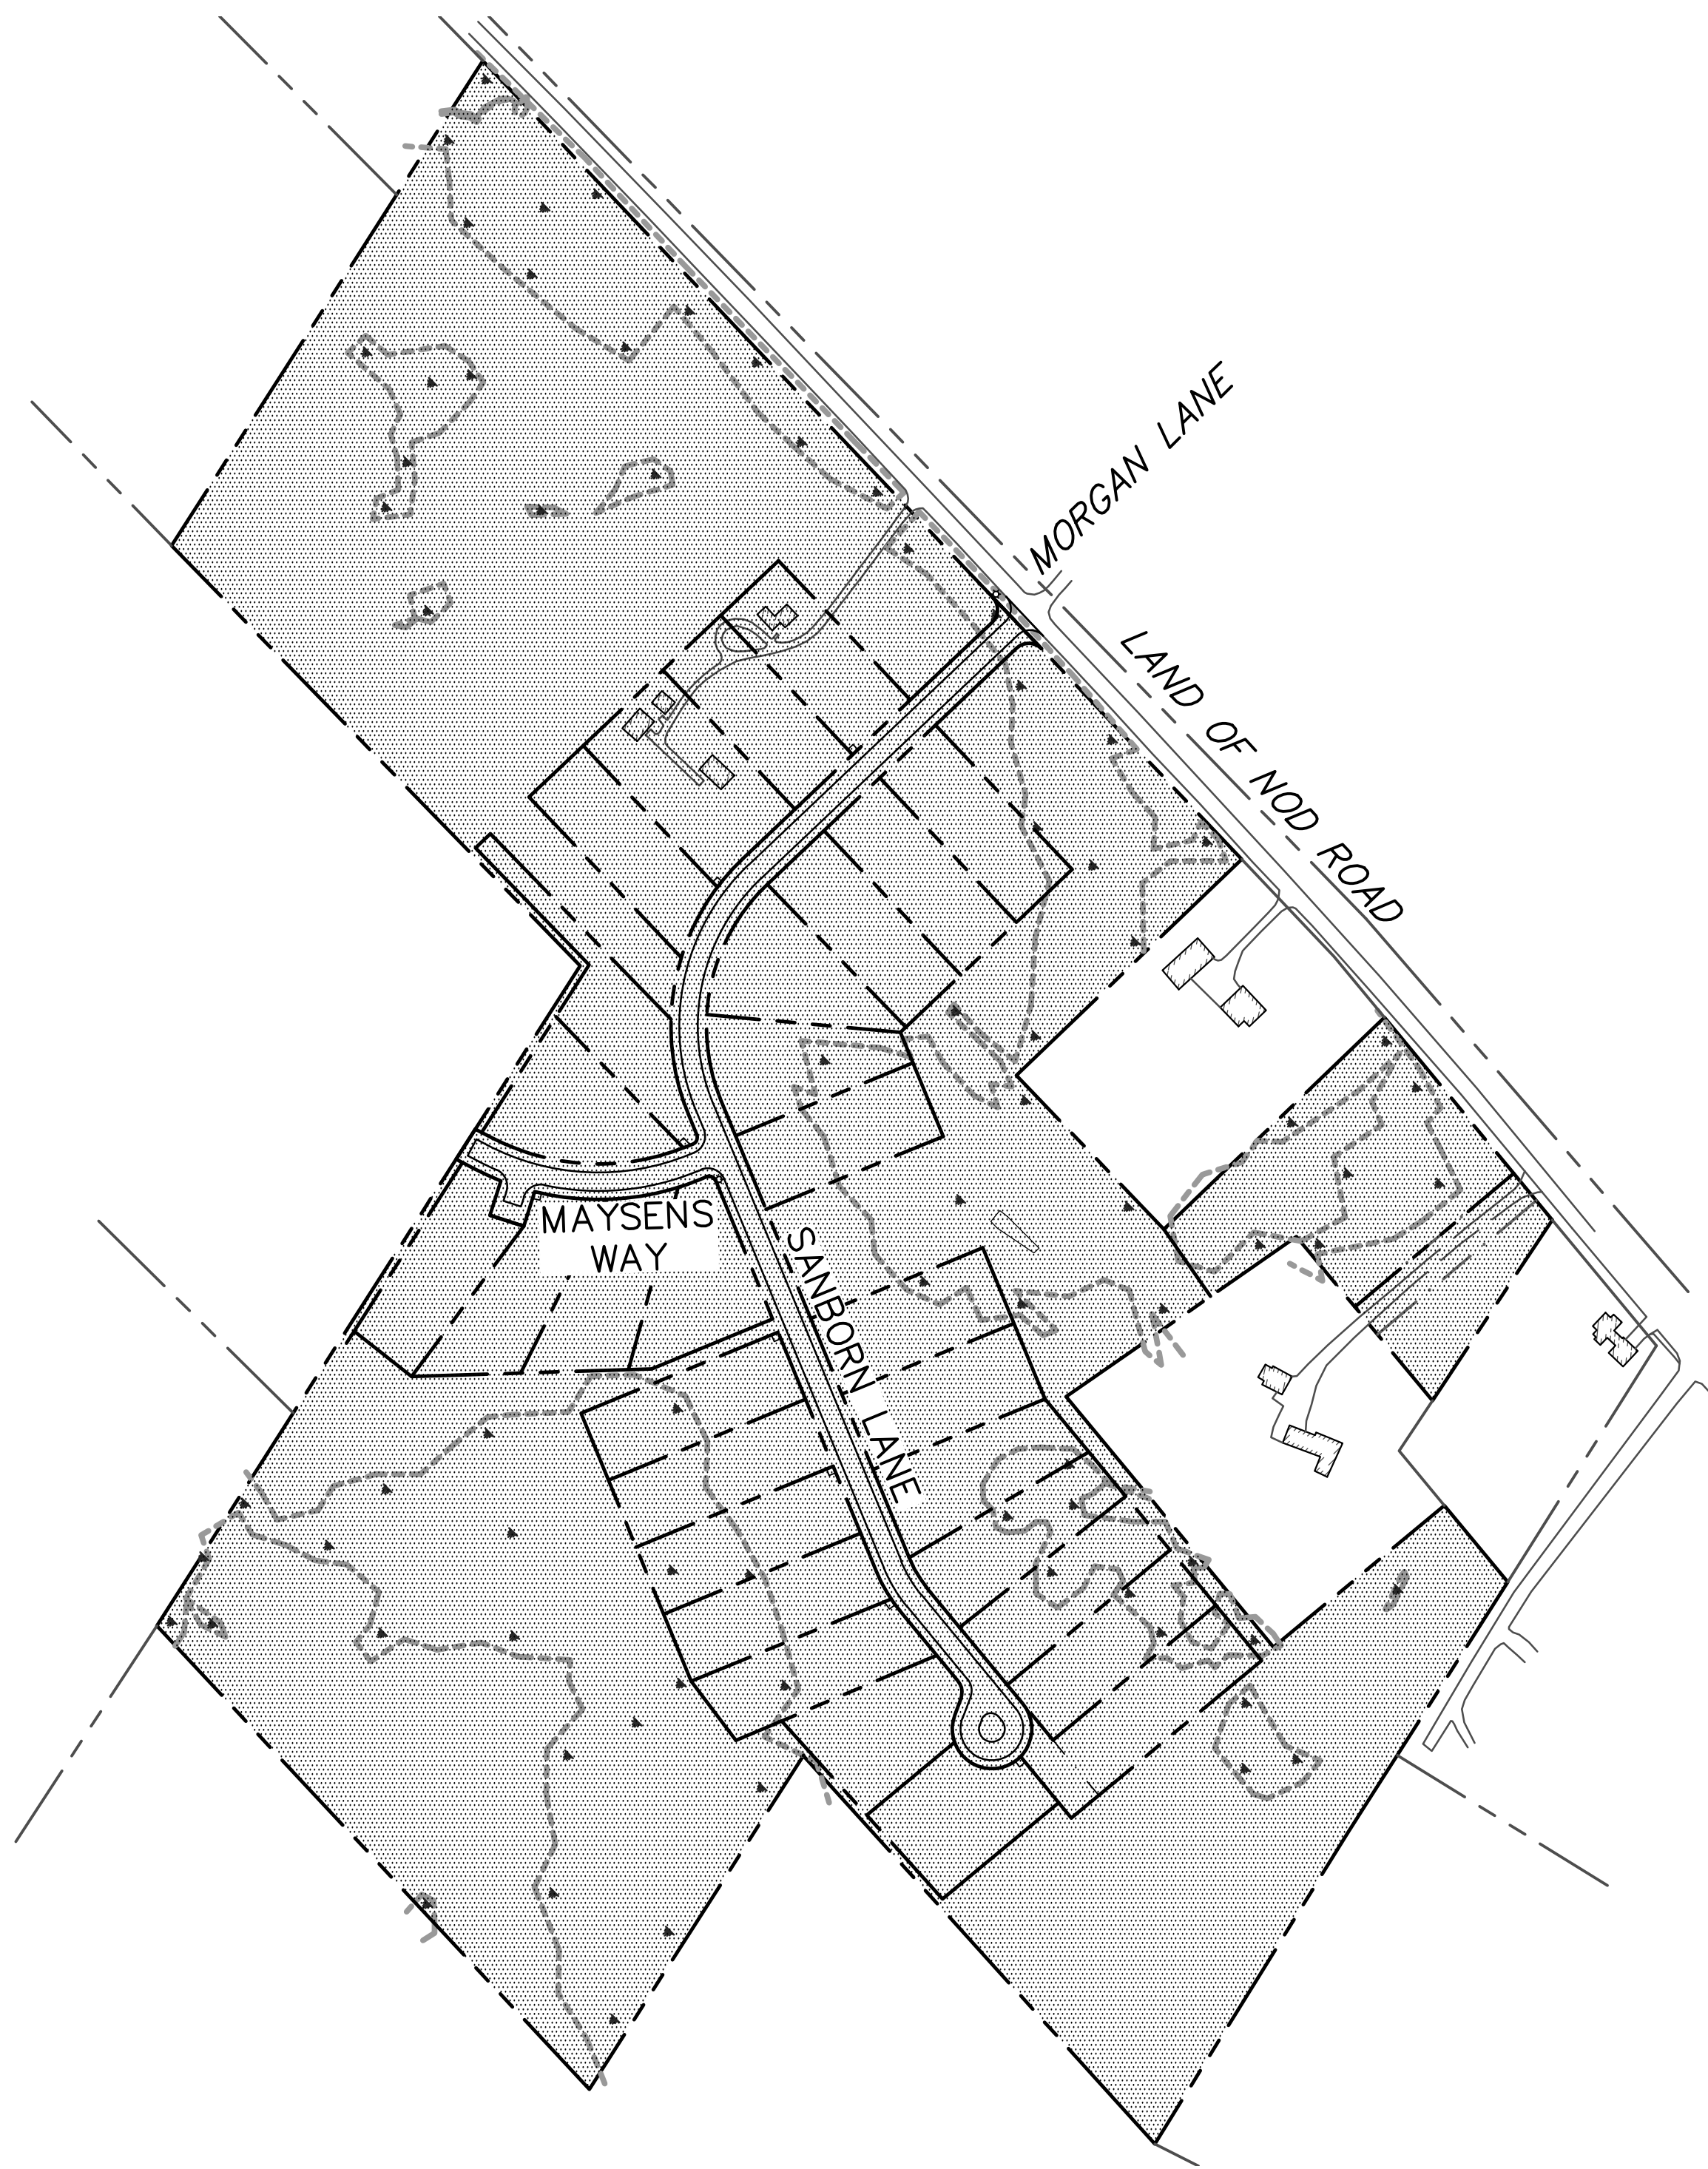 MORGAN LANE
LAND OF NOD ROAD
MAYSENS
WAY
SANBORN LANE